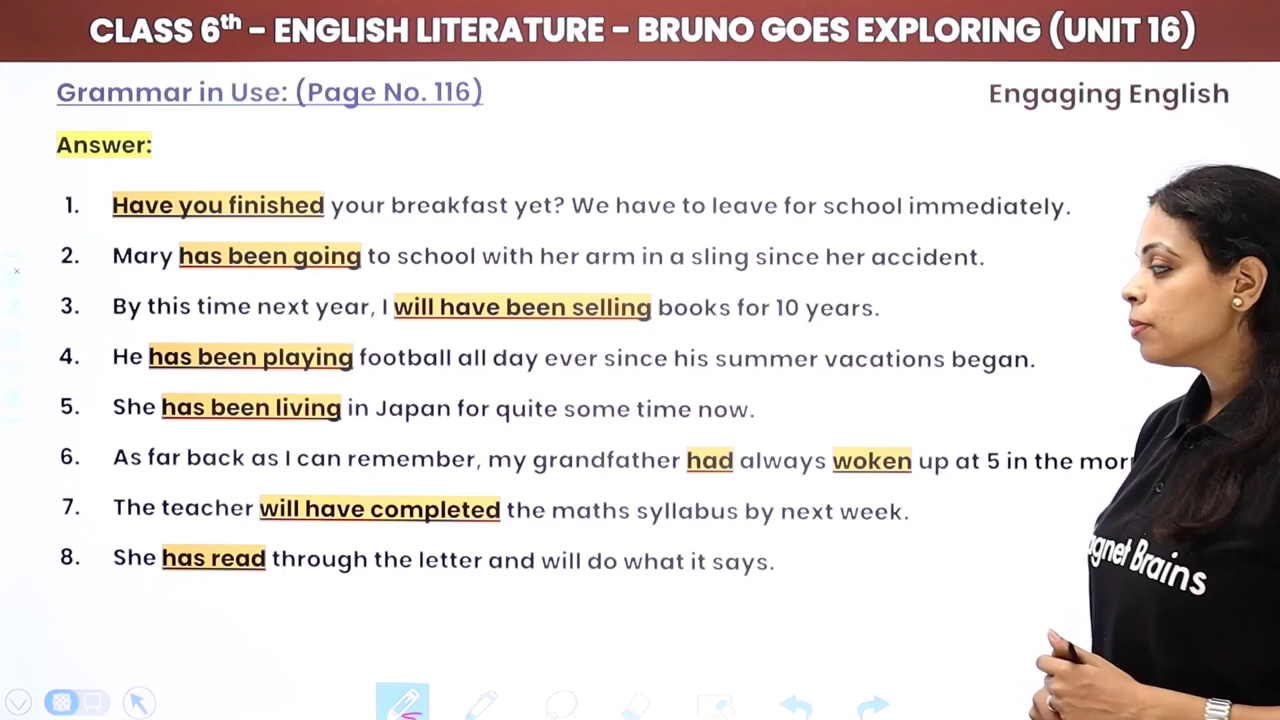 CLASS 6th – ENGLISH LITERATURE – BRUNO GOES EXPLORING (UNIT 16)
Grammar in Use: (Page No. 116)
Engaging English
Answer:
1. Have you finished your breakfast yet? We have to leave for school immediately.
2. Mary has been going to school with her arm in a sling since her accident.
3. By this time next year, I will have been selling books for 10 years.
4. He has been playing football all day ever since his summer vacations began.
5. She has been living in Japan for quite some time now.
6. As far back as I can remember, my grandfather had always woken up at 5 in the
7. The teacher will have completed the maths syllabus by next week.
8. She has read through the letter and will do what it says.
Brains